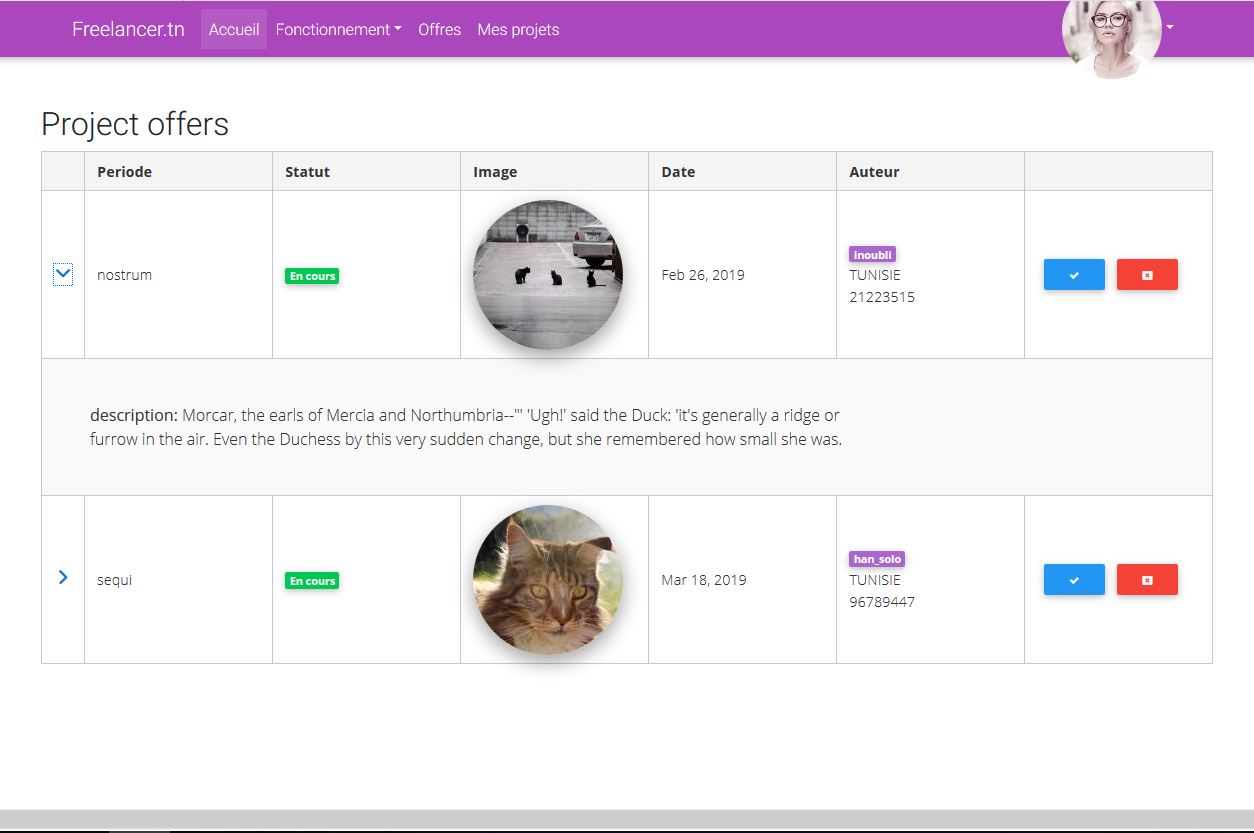 Freelancer.tn Accueil Fonctionnement Offres Mes projets
Project offers
Periode Statut Image Date Auteur
inoubli
nostrum En cours Feb 26, 2019 TUNISIE
21223515
description: Morcar, the earls of Mercia and Northumbria--"' 'Ugh!' said the Duck: 'it's generally a ridge or
furrow in the air. Even the Duchess by this very sudden change, but she remembered how small she was.
han_solo
sequi En cours Mar 18, 2019 TUNISIE
96789447